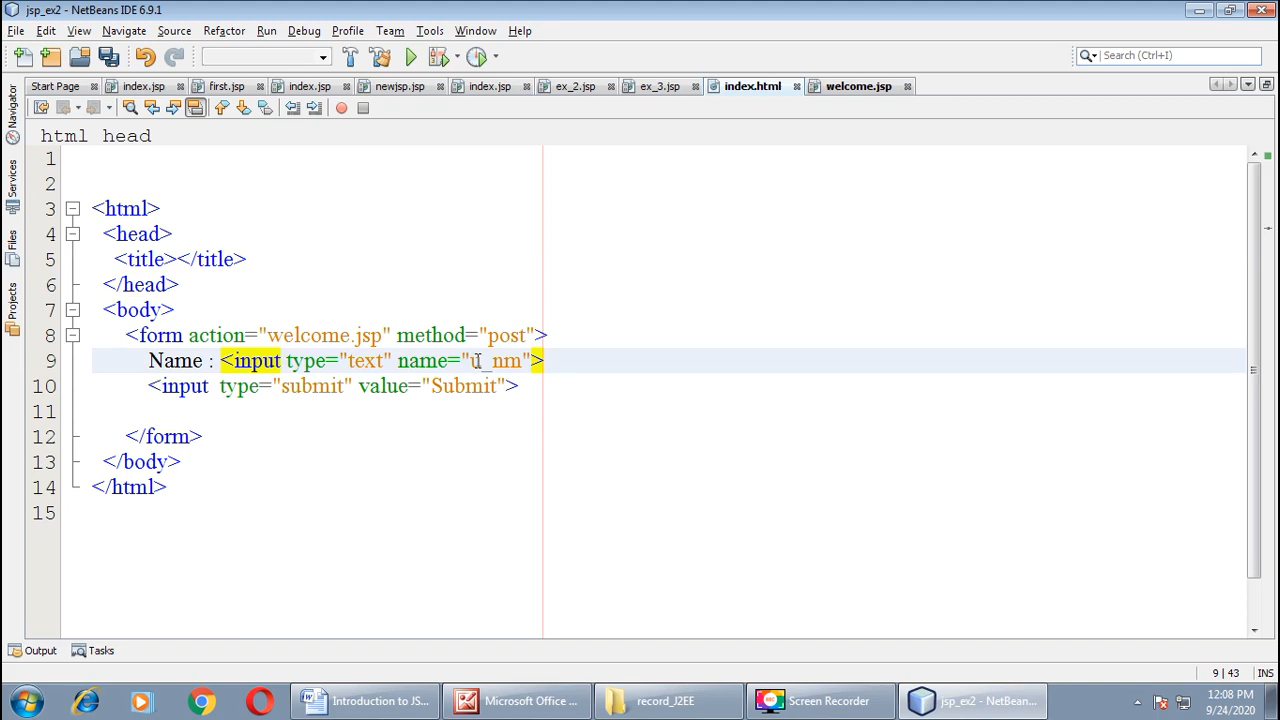 jsp_ex2 - NetBeans IDE 6.9.1
File Edit View Navigate Source Refactor Run Debug Profile Team Tools Window Help
Search (Ctrl+I)
Start Page index.jsp first.jsp index.jsp newjsp.jsp index.jsp ex_2.jsp ex_3.jsp index.html welcome.jsp
html head
Navigator
Services
Files
Projects
1
2
3 <html>
4 <head>
5 <title></title>
6 </head>
7 <body>
8 <form action="welcome.jsp" method="post">
9 Name : <input type="text" name="u_nm">
10 <input type="submit" value="Submit">
11
12 </form>
13 </body>
14 </html>
15
Output Tasks
9 | 43 INS
Introduction to JS... Microsoft Office ... record_J2EE Screen Recorder jsp_ex2 - NetBeans...
12:08 PM
9/24/2020